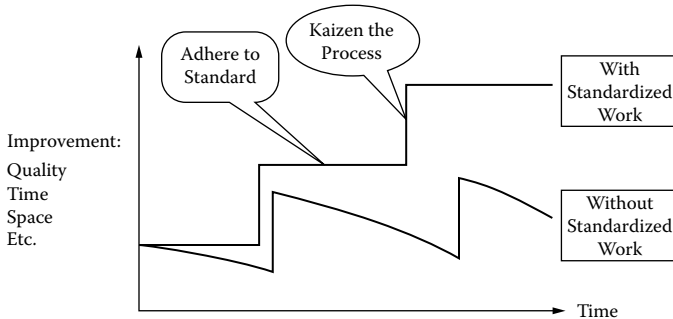 Kaizen the
Process
Adhere to
Standard
With
Standardized
Work
Improvement:
Quality
Time
Space
Etc.
Without
Standardized
Work
Time